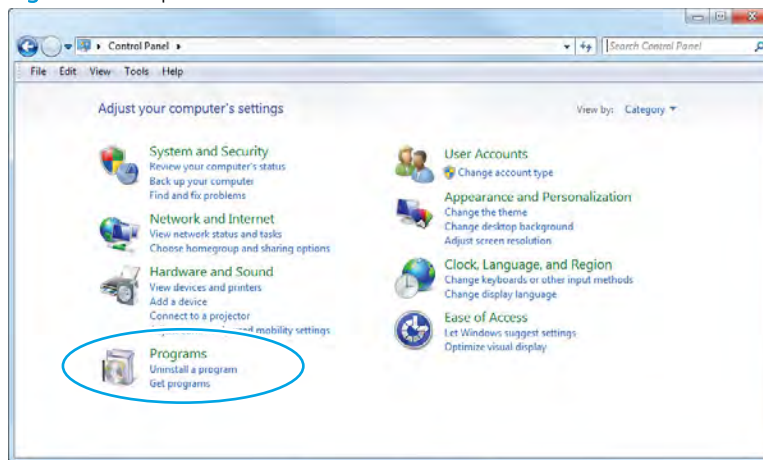 Control Panel
Search Control Panel
File Edit View Tools Help
Adjust your computer's settings
View by: Category
System and Security
Review your computer's status
Back up your computer
Find and fix problems
Network and Internet
View network status and tasks
Choose homegroup and sharing options
Hardware and Sound
View devices and printers
Add a device
Connect to a projector
mobility settings
Programs
Uninstall a program
Get programs
User Accounts
Change account type
Appearance and Personalization
Change the theme
Change desktop background
Adjust screen resolution
Clock, Language, and Region
Change keyboards or other input methods
Change display language
Ease of Access
Let Windows suggest settings
Optimize visual display